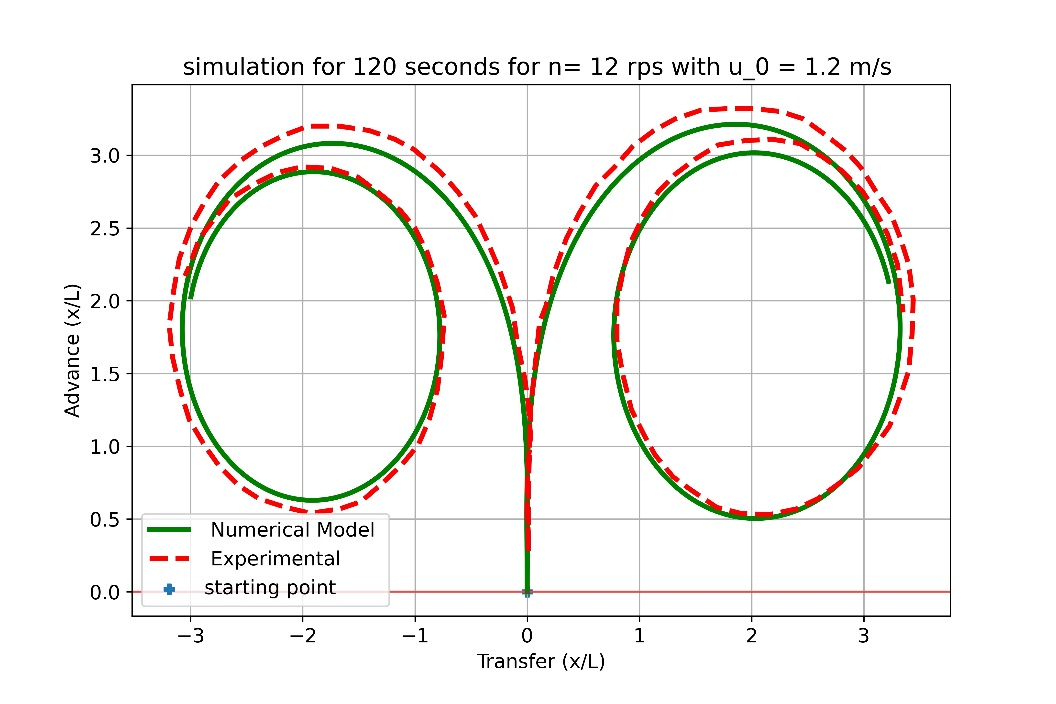 simulation for 120 seconds for n= 12 rps with u_0 = 1.2 m/s
Advance (x/L)
3.0
2.5
2.0
1.5
1.0
0.5
0.0
Numerical Model
Experimental
starting point
−3 −2 −1 0 1 2 3
Transfer (x/L)